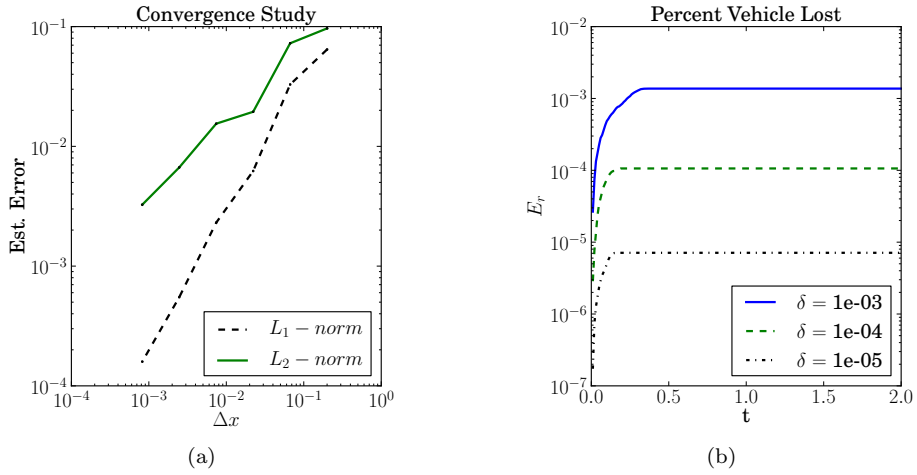 Convergence Study
Est. Error
10^{-1}
10^{-2}
10^{-3}
10^{-4}
10^{-4} 10^{-3} 10^{-2} 10^{-1} 10^{0}
Δx
L_1 − norm
L_2 − norm
(a)
Percent Vehicle Lost
E_r
10^{-2}
10^{-3}
10^{-4}
10^{-5}
10^{-6}
10^{-7}
0.0 0.5 1.0 1.5 2.0
t
δ = 1e-03
δ = 1e-04
δ = 1e-05
(b)